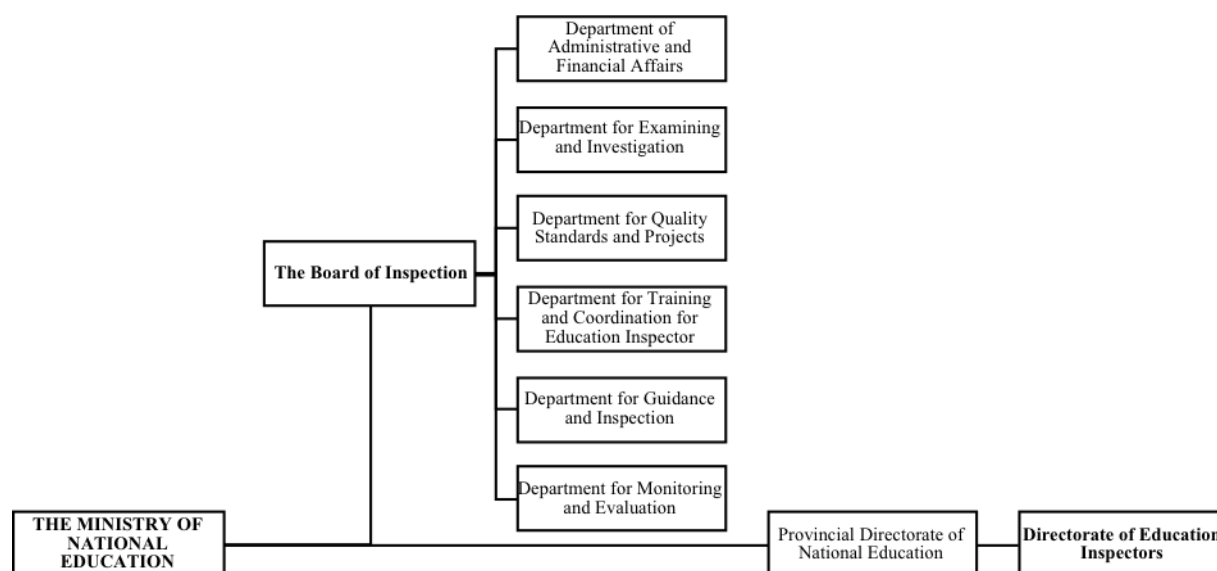 Department of
Administrative and
Financial Affairs
Department for Examining
and Investigation
Department for Quality
Standards and Projects
The Board of Inspection
Department for Training
and Coordination for
Education Inspector
Department for Guidance
and Inspection
Department for Monitoring
and Evaluation
THE MINISTRY OF
NATIONAL
EDUCATION
Provincial Directorate of
National Education
Directorate of Education
Inspectors